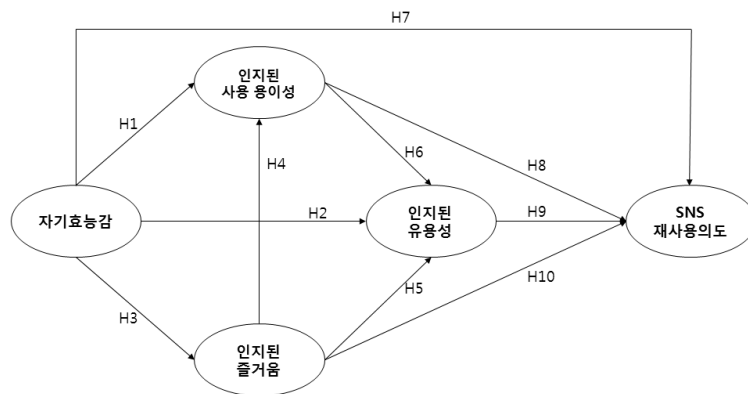 H7
인지된
사용 용이성
H1
H4
H6
H8
자기효능감
H2
인지된
유용성
H9
SNS
재사용의도
H3
H5
H10
인지된
즐거움